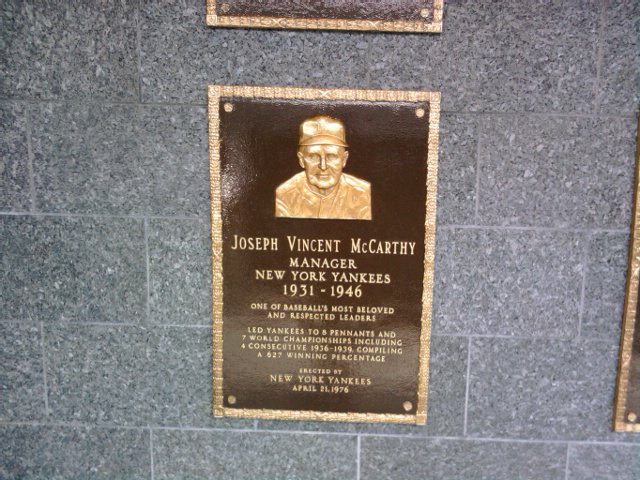 JOSEPH VINCENT McCARTHY
MANAGER
NEW YORK YANKEES
1931 - 1946
ONE OF BASEBALL'S MOST BELOVED
AND RESPECTED LEADERS
LED YANKEES TO 8 PENNANTS AND
7 WORLD CHAMPIONSHIPS INCLUDING
4 CONSECUTIVE 1936-1939, COMPILING
A .627 WINNING PERCENTAGE
ERECTED BY
NEW YORK YANKEES
APRIL 21, 1976